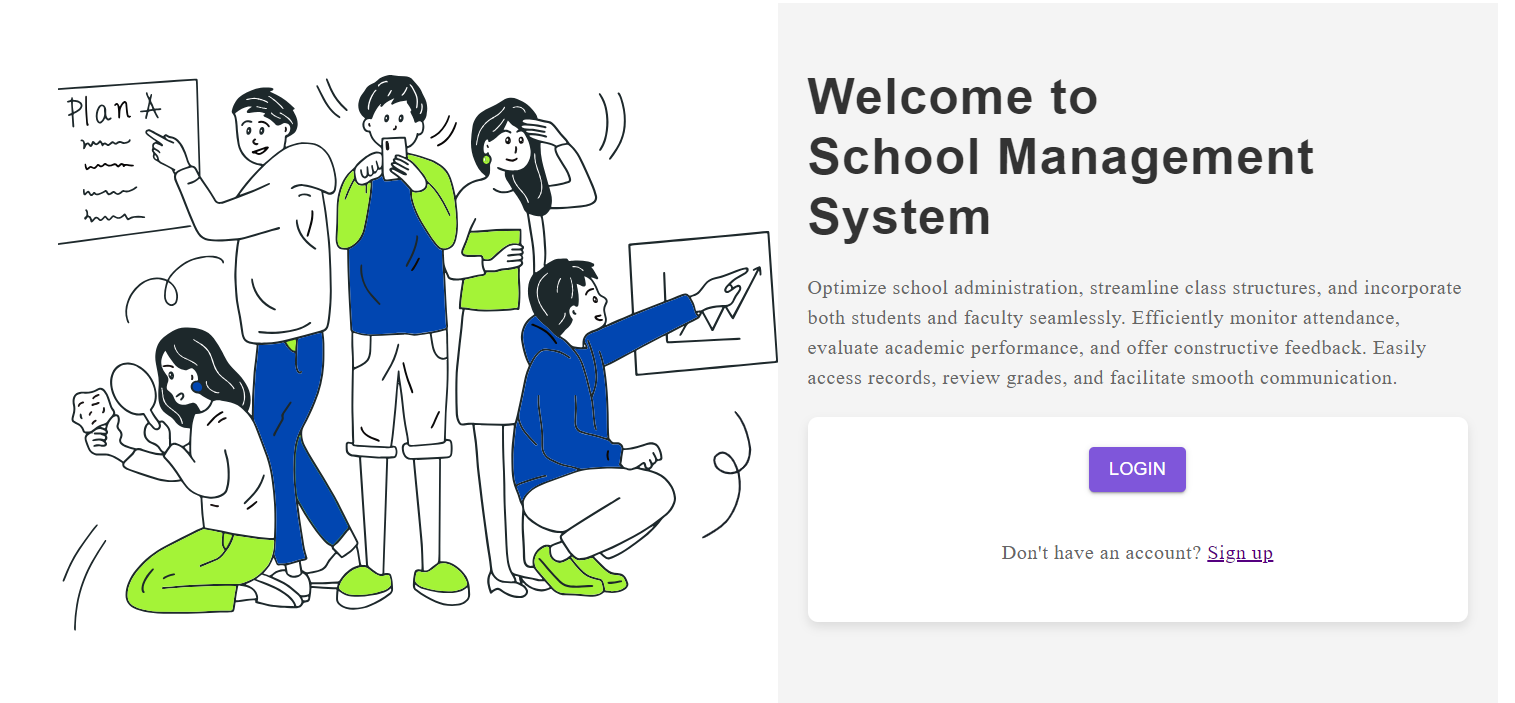 Plan A
Welcome to
School Management
System
Optimize school administration, streamline class structures, and incorporate
both students and faculty seamlessly. Efficiently monitor attendance,
evaluate academic performance, and offer constructive feedback. Easily
access records, review grades, and facilitate smooth communication.
LOGIN
Don't have an account? Sign up